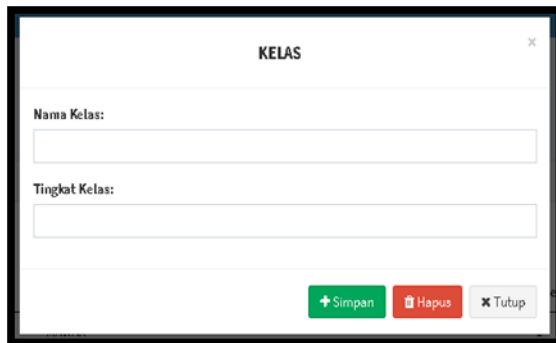 KELAS
×
Nama Kelas:
Tingkat Kelas:
Simpan Hapus × Tutup